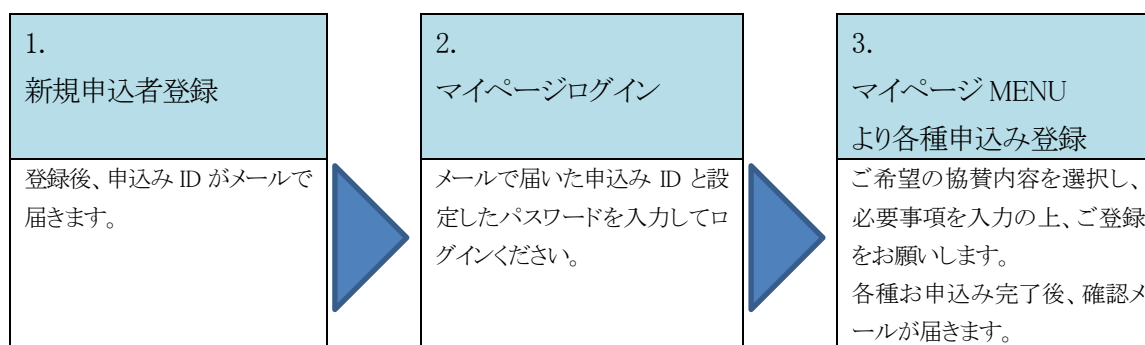 1.
新規申込者登録
登録後、申込み ID がメールで
届きます。
2.
マイページログイン
メールで届いた申込み ID と設
定したパスワードを入力してロ
グインください。
3.
マイページ MENU
より各種申込み登録
ご希望の協賛内容を選択し、
必要事項を入力の上、ご登録
をお願いします。
各種お申込み完了後、確認メ
ールが届きます。